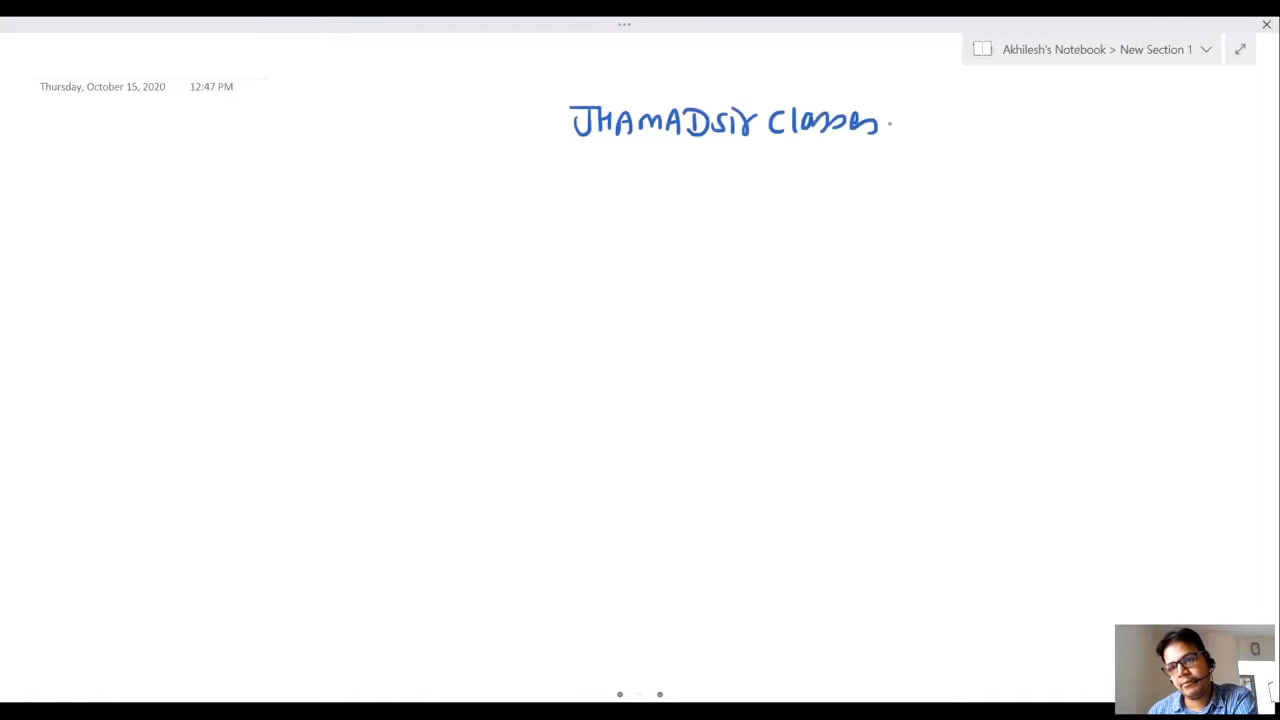 Akhilesh's Notebook > New Section 1
Thursday, October 15, 2020 12:47 PM
JHAMADSir Classes